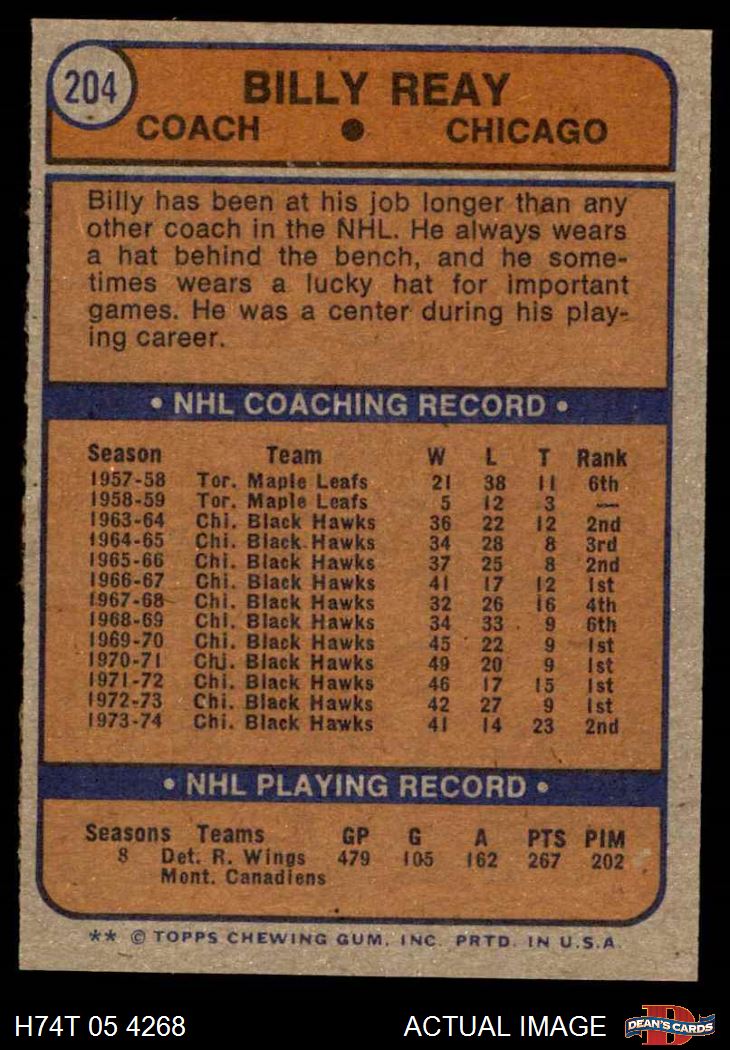 204
BILLY REAY
COACH ● CHICAGO
Billy has been at his job longer than any
other coach in the NHL. He always wears
a hat behind the bench, and he some-
times wears a lucky hat for important
games. He was a center during his play-
ing career.
• NHL COACHING RECORD •
Season Team W L T Rank
1957-58 Tor. Maple Leafs 21 38 11 6th
1958-59 Tor. Maple Leafs 5 12 3 —
1963-64 Chi. Black Hawks 36 22 12 2nd
1964-65 Chi. Black Hawks 34 28 8 3rd
1965-66 Chi. Black Hawks 37 25 8 2nd
1966-67 Chi. Black Hawks 41 17 12 1st
1967-68 Chi. Black Hawks 32 26 16 4th
1968-69 Chi. Black Hawks 34 33 9 6th
1969-70 Chi. Black Hawks 45 22 9 1st
1970-71 Chi. Black Hawks 49 20 9 1st
1971-72 Chi. Black Hawks 46 17 15 1st
1972-73 Chi. Black Hawks 42 27 9 1st
1973-74 Chi. Black Hawks 41 14 23 2nd
• NHL PLAYING RECORD •
Seasons Teams GP G A PTS PIM
8 Det. R. Wings 479 105 162 267 202
Mont. Canadiens
** © TOPPS CHEWING GUM, INC. PRTD. IN U.S.A.
H74T 05 4268 ACTUAL IMAGE D DEAN'S CARDS